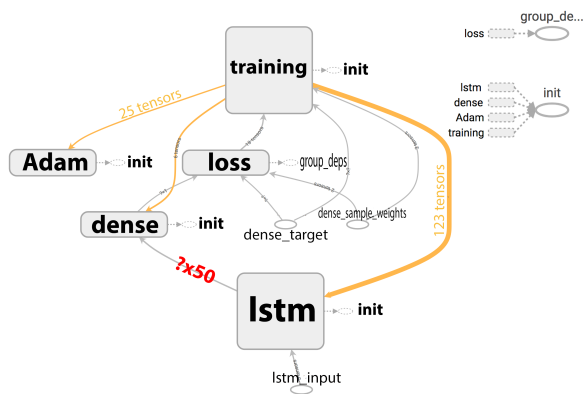 group_de...
loss
training
init
lstm
dense
Adam
training
init
25 tensors
Adam
init
loss
group_deps
123 tensors
dense
init
dense_sample_weights
dense_target
?x50
lstm
init
lstm_input